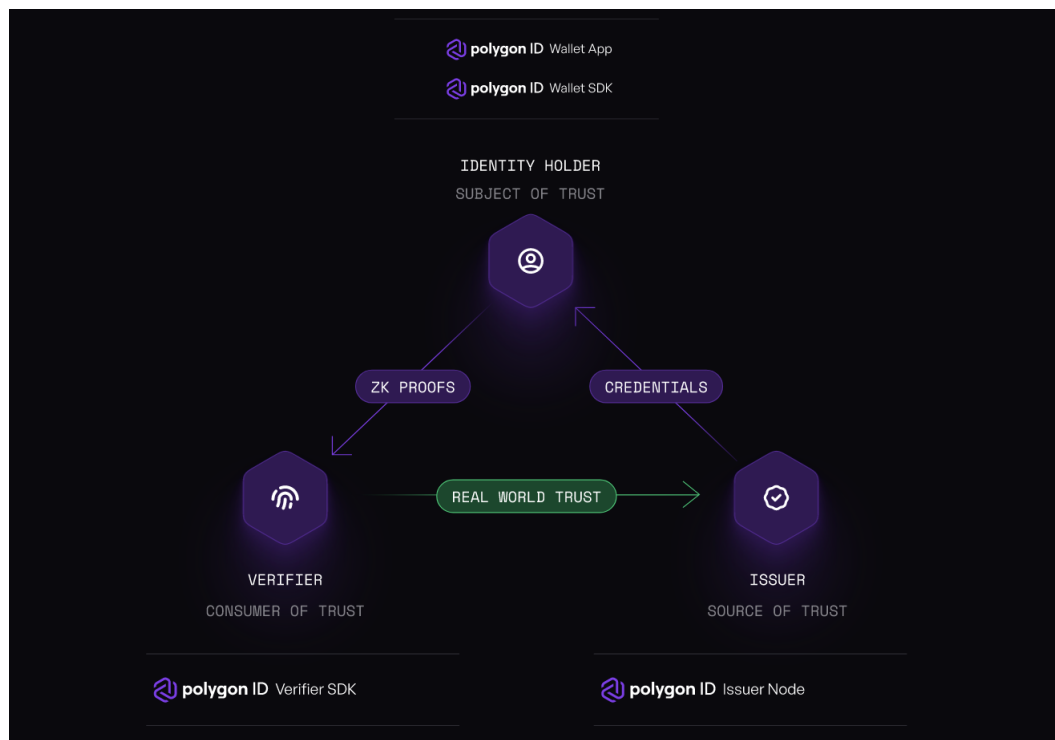 polygon ID Wallet App
polygon ID Wallet SDK
IDENTITY HOLDER
SUBJECT OF TRUST
ZK PROOFS
CREDENTIALS
REAL WORLD TRUST
VERIFIER
ISSUER
CONSUMER OF TRUST
SOURCE OF TRUST
polygon ID Verifier SDK
polygon ID Issuer Node